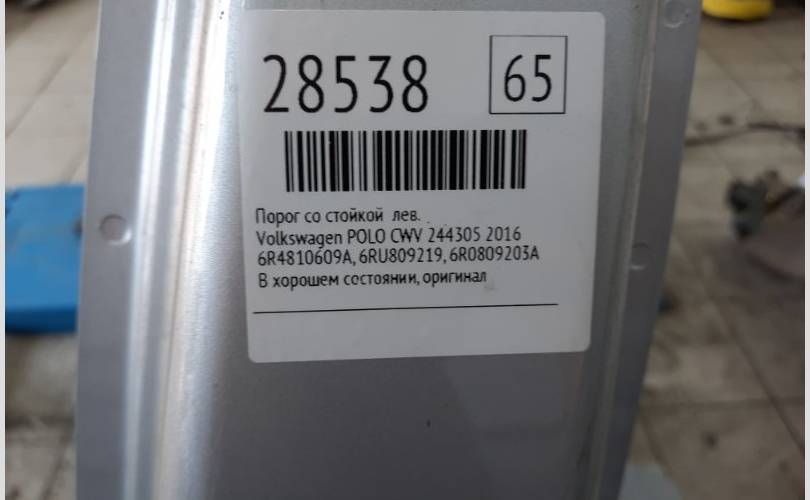 28538 65
Порог со стойкой лев.
Volkswagen POLO CWV 244305 2016
6R4810609A, 6RU809219, 6R0809203A
В хорошем состоянии, оригинал